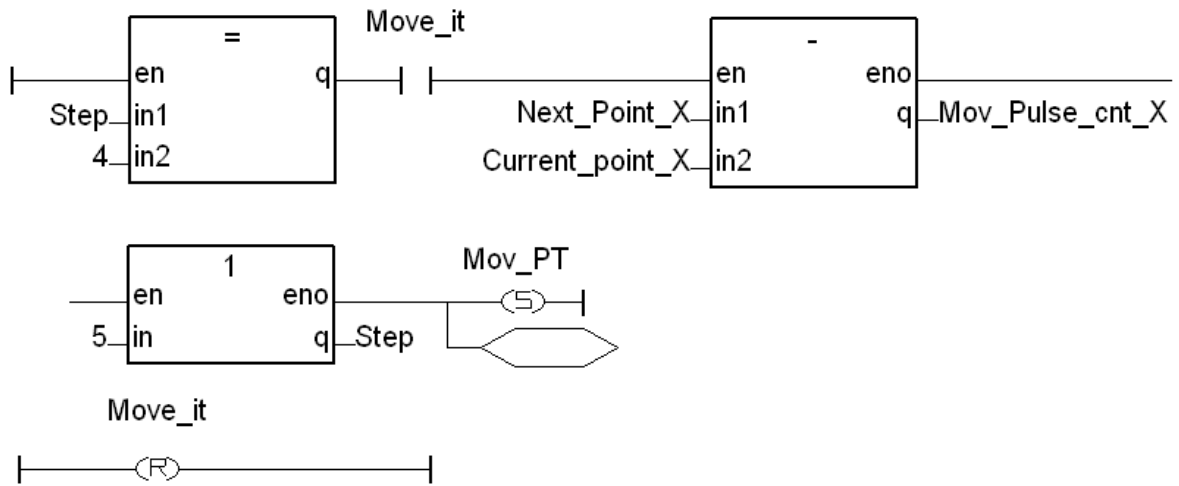 Move_it
=
en q
Step in1
4 in2
-
en eno
Next_Point_X in1 q Mov_Pulse_cnt_X
Current_point_X in2
1
en eno
5 in q Step
Mov_PT
S
Move_it
R